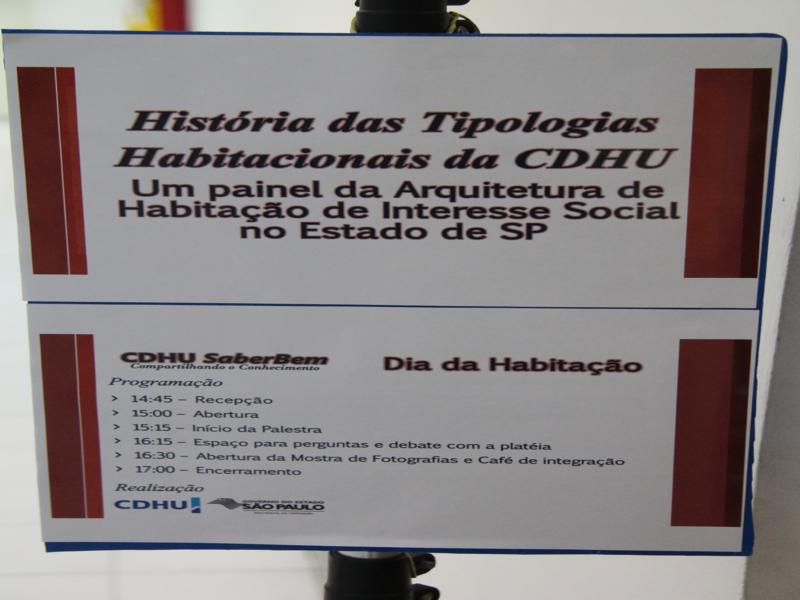 História das Tipologias
Habitacionais da CDHU
Um painel da Arquitetura de
Habitação de Interesse Social
no Estado de SP
CDHU SaberBem
Compartilhando o Conhecimento
Dia da Habitação
Programação
> 14:45 – Recepção
> 15:00 – Abertura
> 15:15 – Início da Palestra
> 16:15 – Espaço para perguntas e debate com a platéia
> 16:30 – Abertura da Mostra de Fotografias e Café de integração
> 17:00 – Encerramento
Realização
CDHU
GOVERNO DO ESTADO
SÃO PAULO